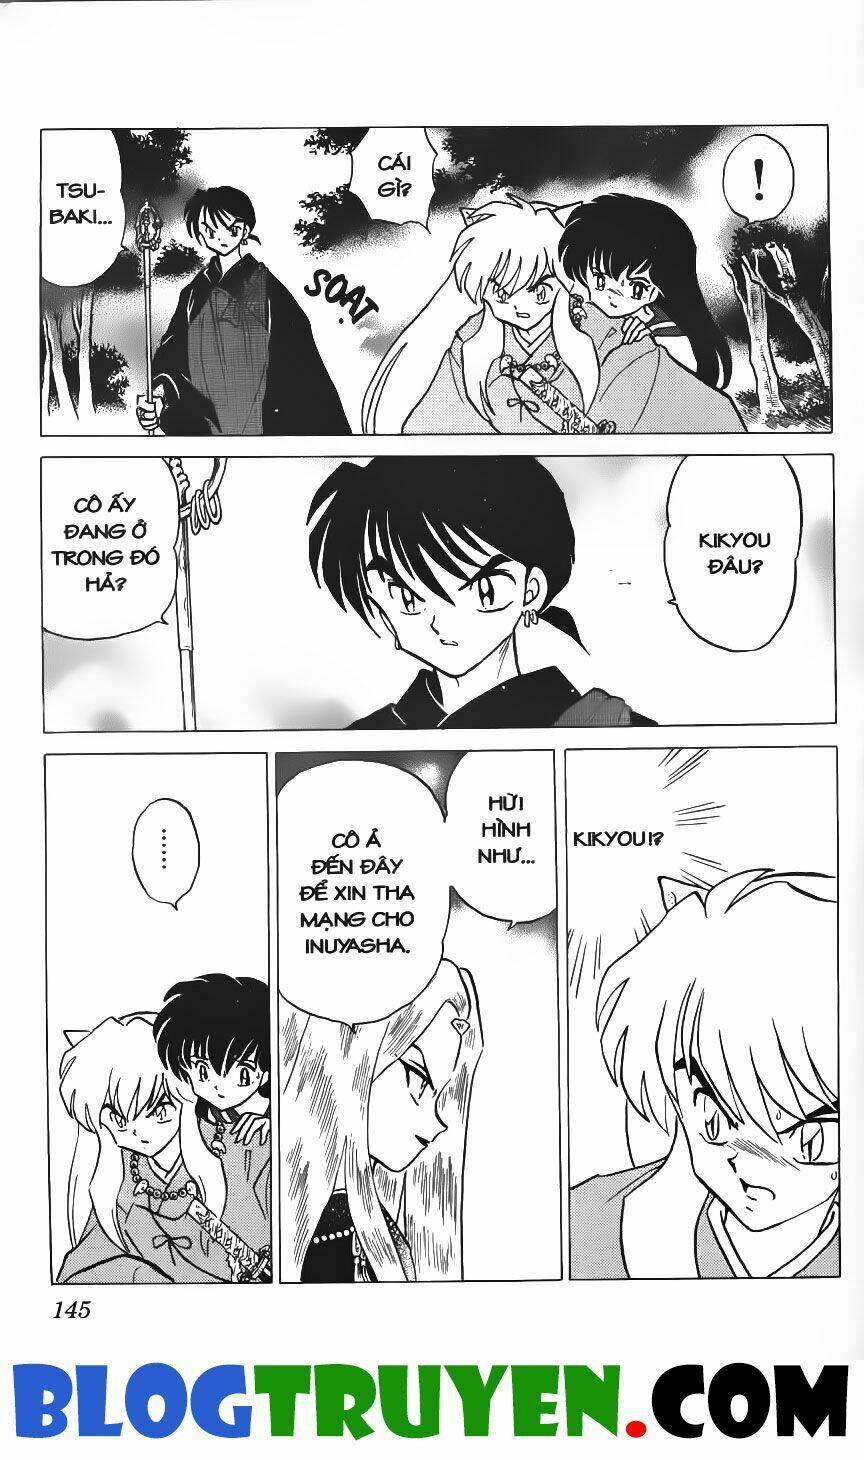 !
CÁI
GÌ?
TSU-
BAKI...
SOẠT
KIKYOU
ĐÂU?
CÔ ẤY
ĐANG Ở
TRONG ĐÓ
HẢ?
KIKYOU!?
HỪ!
HÌNH
NHƯ...
CÔ Ả
ĐẾN ĐÂY
ĐỂ XIN THA
MẠNG CHO
INUYASHA.
......
145
BLOGTRUYEN.COM